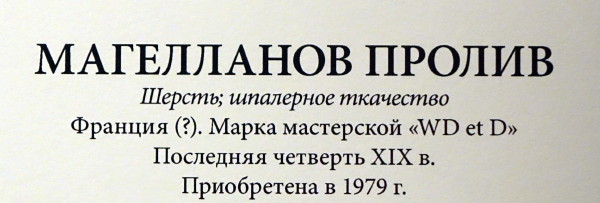 МАГЕЛЛАНОВ ПРОЛИВ
Шерсть; шпалерное ткачество
Франция (?). Марка мастерской «WD et D»
Последняя четверть XIX в.
Приобретена в 1979 г.